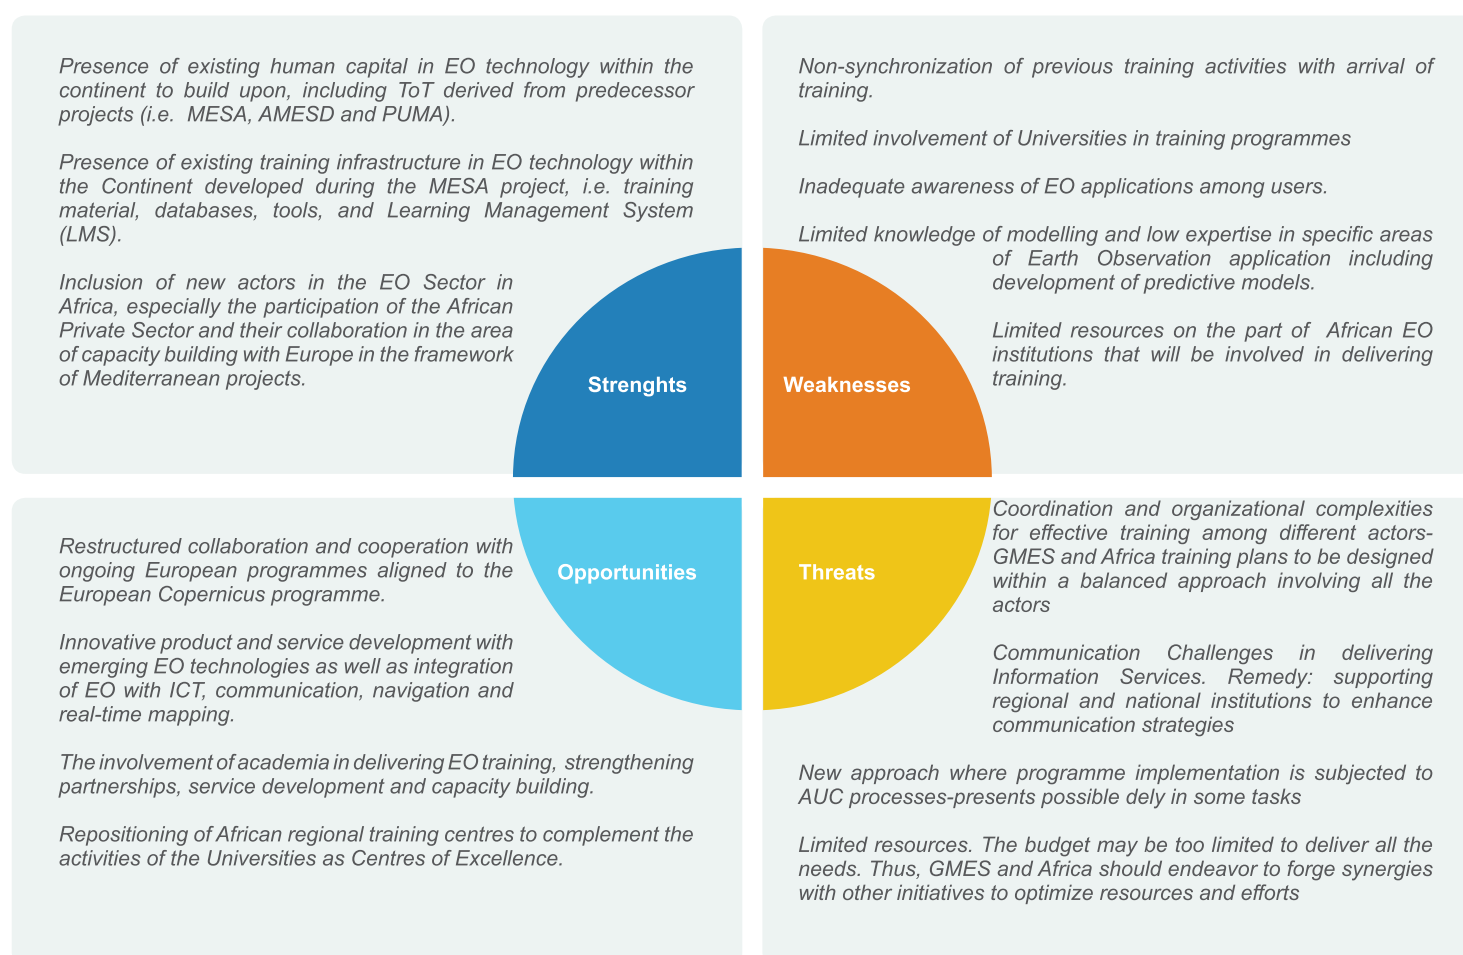 Presence of existing human capital in EO technology within the
continent to build upon, including ToT derived from predecessor
projects (i.e. MESA, AMESD and PUMA).
Presence of existing training infrastructure in EO technology within
the Continent developed during the MESA project, i.e. training
material, databases, tools, and Learning Management System
(LMS).
Inclusion of new actors in the EO Sector in
Africa, especially the participation of the African
Private Sector and their collaboration in the area
of capacity building with Europe in the framework
of Mediterranean projects.
Strenghts
Non-synchronization of previous training activities with arrival of
training.
Limited involvement of Universities in training programmes
Inadequate awareness of EO applications among users.
Limited knowledge of modelling and low expertise in specific areas
of Earth Observation application including
development of predictive models.
Limited resources on the part of African EO
institutions that will be involved in delivering
training.
Weaknesses
Restructured collaboration and cooperation with
ongoing European programmes aligned to the
European Copernicus programme.
Innovative product and service development with
emerging EO technologies as well as integration
of EO with ICT, communication, navigation and
real-time mapping.
The involvement of academia in delivering EO training, strengthening
partnerships, service development and capacity building.
Repositioning of African regional training centres to complement the
activities of the Universities as Centres of Excellence.
Opportunities
Coordination and organizational complexities
for effective training among different actors-
GMES and Africa training plans to be designed
within a balanced approach involving all the
actors
Communication Challenges in delivering
Information Services. Remedy: supporting
regional and national institutions to enhance
communication strategies
New approach where programme implementation is subjected to
AUC processes-presents possible dely in some tasks
Limited resources. The budget may be too limited to deliver all the
needs. Thus, GMES and Africa should endeavor to forge synergies
with other initiatives to optimize resources and efforts
Threats